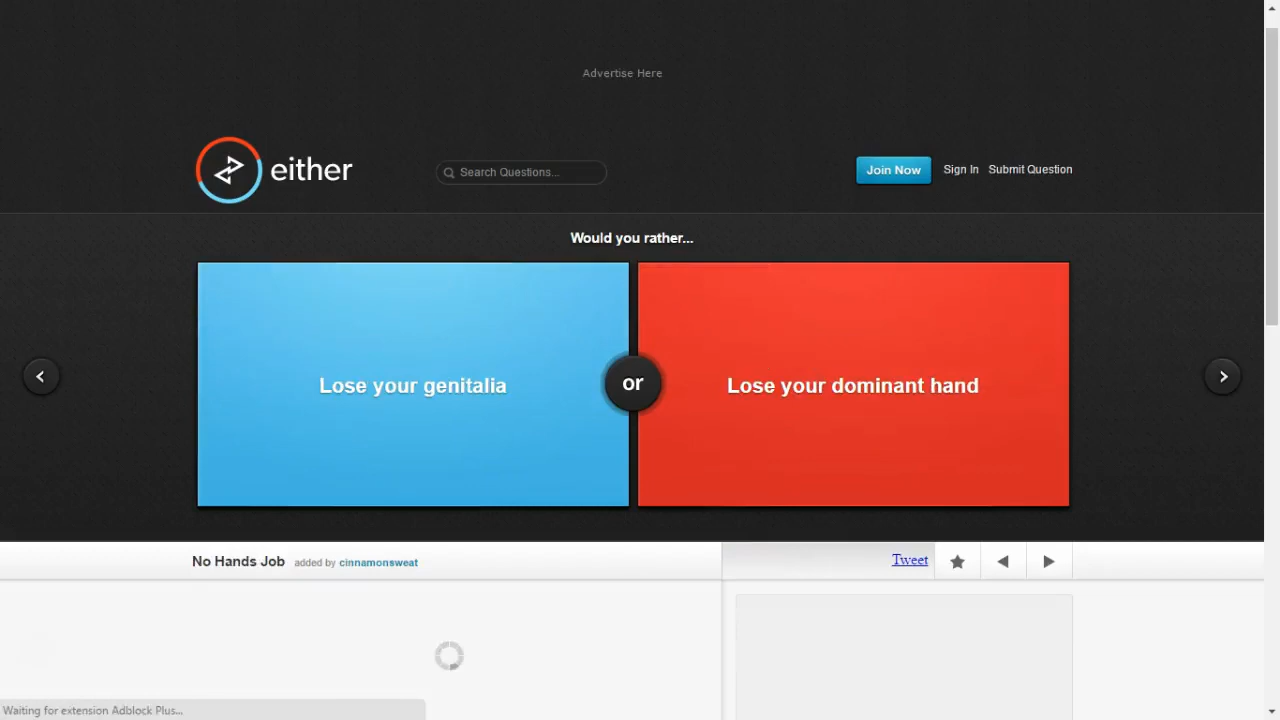 Advertise Here
either
Search Questions...
Join Now Sign In Submit Question
Would you rather...
Lose your genitalia
or
Lose your dominant hand
No Hands Job added by cinnamonsweat
Tweet
Waiting for extension Adblock Plus...